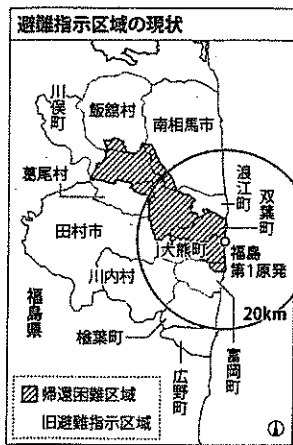 避難指示区域の現状
川俣町
飯舘村
南相馬市
葛尾村
浪江町
双葉町
田村市
大熊町
福島
第1原発
川内村
福島県
20km
楢葉町
富岡町
広野町
帰還困難区域
旧避難指示区域